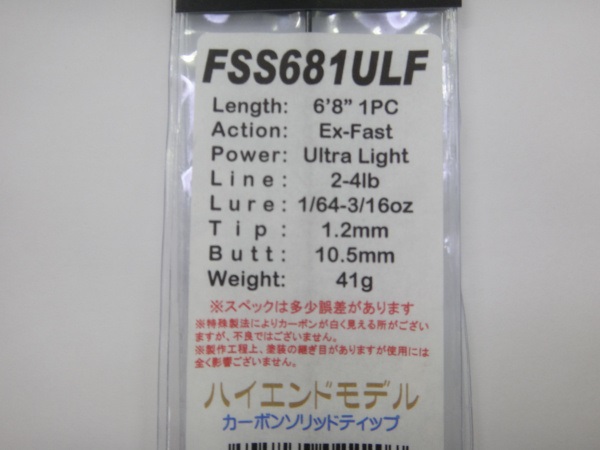 FSS681ULF
Length: 6'8" 1PC
Action: Ex-Fast
Power: Ultra Light
Line: 2-4lb
Lure: 1/64-3/16oz
Tip: 1.2mm
Butt: 10.5mm
Weight: 41g
※スペックは多少誤差があります
※特殊製法によりカーボンが白く見える所がござい
ますが、不良ではございません。
※製作工程上、塗装の継ぎ目がありますが使用には
全く影響ございません。
ハイエンドモデル
カーボンソリッドティップ